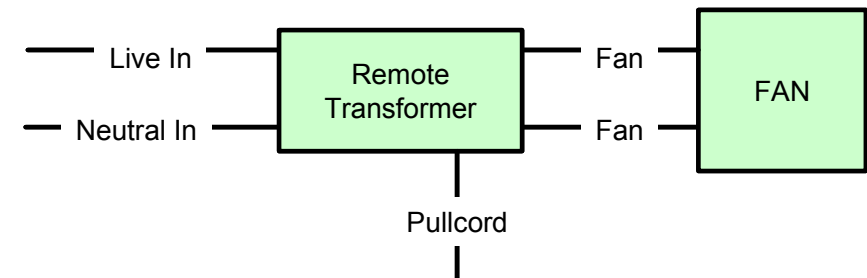 Live In
Remote
Transformer
Fan
FAN
Neutral In
Fan
Pullcord